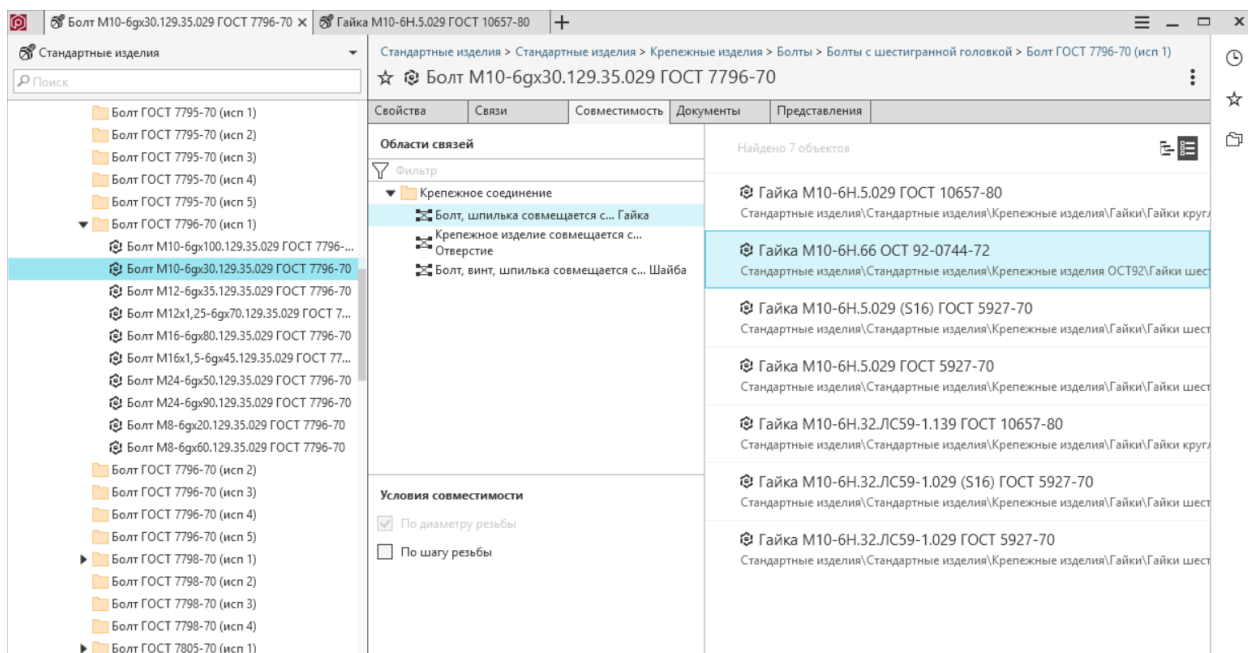 Болт М10-6gx30.129.35.029 ГОСТ 7796-70
Гайка М10-6Н.5.029 ГОСТ 10657-80
Стандартные изделия
Поиск
Болт ГОСТ 7795-70 (исп 1)
Болт ГОСТ 7795-70 (исп 2)
Болт ГОСТ 7795-70 (исп 3)
Болт ГОСТ 7795-70 (исп 4)
Болт ГОСТ 7795-70 (исп 5)
Болт ГОСТ 7796-70 (исп 1)
Болт М10-6gx100.129.35.029 ГОСТ 7796-...
Болт М10-6gx30.129.35.029 ГОСТ 7796-70
Болт М12-6gx35.129.35.029 ГОСТ 7796-70
Болт М12x1,25-6gx70.129.35.029 ГОСТ 7...
Болт М16-6gx80.129.35.029 ГОСТ 7796-70
Болт М16x1,5-6gx45.129.35.029 ГОСТ 77...
Болт М24-6gx50.129.35.029 ГОСТ 7796-70
Болт М24-6gx90.129.35.029 ГОСТ 7796-70
Болт М8-6gx20.129.35.029 ГОСТ 7796-70
Болт М8-6gx60.129.35.029 ГОСТ 7796-70
Болт ГОСТ 7796-70 (исп 2)
Болт ГОСТ 7796-70 (исп 3)
Болт ГОСТ 7796-70 (исп 4)
Болт ГОСТ 7796-70 (исп 5)
Болт ГОСТ 7798-70 (исп 1)
Болт ГОСТ 7798-70 (исп 2)
Болт ГОСТ 7798-70 (исп 3)
Болт ГОСТ 7798-70 (исп 4)
Болт ГОСТ 7805-70 (исп 1)
Стандартные изделия > Стандартные изделия > Крепежные изделия > Болты > Болты с шестигранной головкой > Болт ГОСТ 7796-70 (исп 1)
Болт М10-6gx30.129.35.029 ГОСТ 7796-70
Свойства
Связи
Совместимость
Документы
Представления
Области связей
Фильтр
Крепежное соединение
Болт, шпилька совмещается с... Гайка
Крепежное изделие совмещается с...
Отверстие
Болт, винт, шпилька совмещается с... Шайба
Условия совместимости
По диаметру резьбы
По шагу резьбы
Найдено 7 объектов
Гайка М10-6Н.5.029 ГОСТ 10657-80
Стандартные изделия\Стандартные изделия\Крепежные изделия\Гайки\Гайки кругл
Гайка М10-6Н.66 ОСТ 92-0744-72
Стандартные изделия\Стандартные изделия\Крепежные изделия ОСТ92\Гайки шест
Гайка М10-6Н.5.029 (S16) ГОСТ 5927-70
Стандартные изделия\Стандартные изделия\Крепежные изделия\Гайки\Гайки шест
Гайка М10-6Н.5.029 ГОСТ 5927-70
Стандартные изделия\Стандартные изделия\Крепежные изделия\Гайки\Гайки шест
Гайка М10-6Н.32.ЛС59-1.139 ГОСТ 10657-80
Стандартные изделия\Стандартные изделия\Крепежные изделия\Гайки\Гайки кругл
Гайка М10-6Н.32.ЛС59-1.029 (S16) ГОСТ 5927-70
Стандартные изделия\Стандартные изделия\Крепежные изделия\Гайки\Гайки шест
Гайка М10-6Н.32.ЛС59-1.029 ГОСТ 5927-70
Стандартные изделия\Стандартные изделия\Крепежные изделия\Гайки\Гайки шест